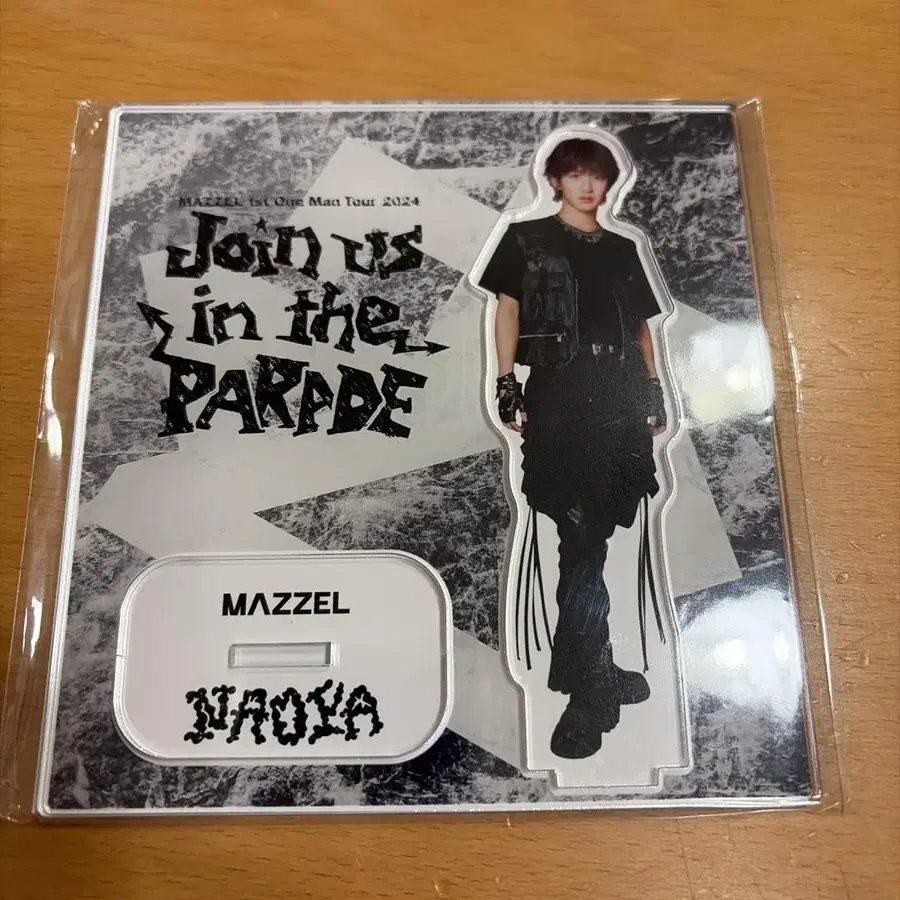 MAZZEL 1st One Man Tour 2024
Join us
in the
PARADE
MAZZEL
NAOYA